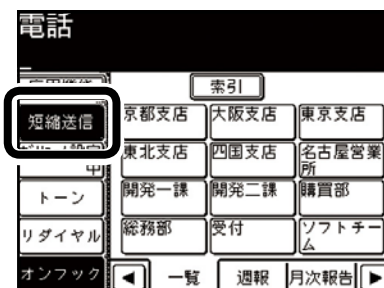 電話
索引
短縮送信
京都支店 大阪支店 東京支店
東北支店 四国支店 名古屋営業所
トーン
開発一課 開発二課 購買部
リダイヤル
総務部 受付 ソフトチーム
オンフック
◀ 一覧 週報 月次報告 ▶